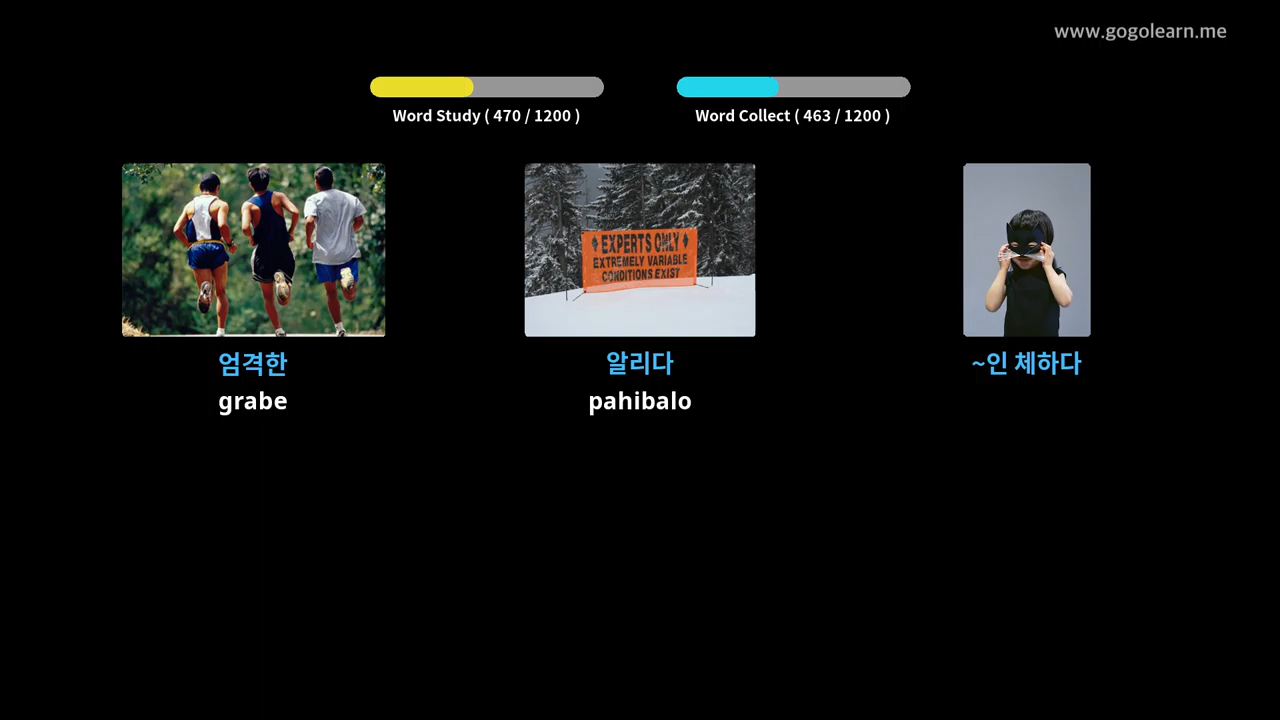 www.gogolearn.me
Word Study ( 470 / 1200 )
Word Collect ( 463 / 1200 )
EXPERTS ONLY
EXTREMELY VARIABLE
CONDITIONS EXIST
엄격한
알리다
~인 체하다
grabe
pahibalo